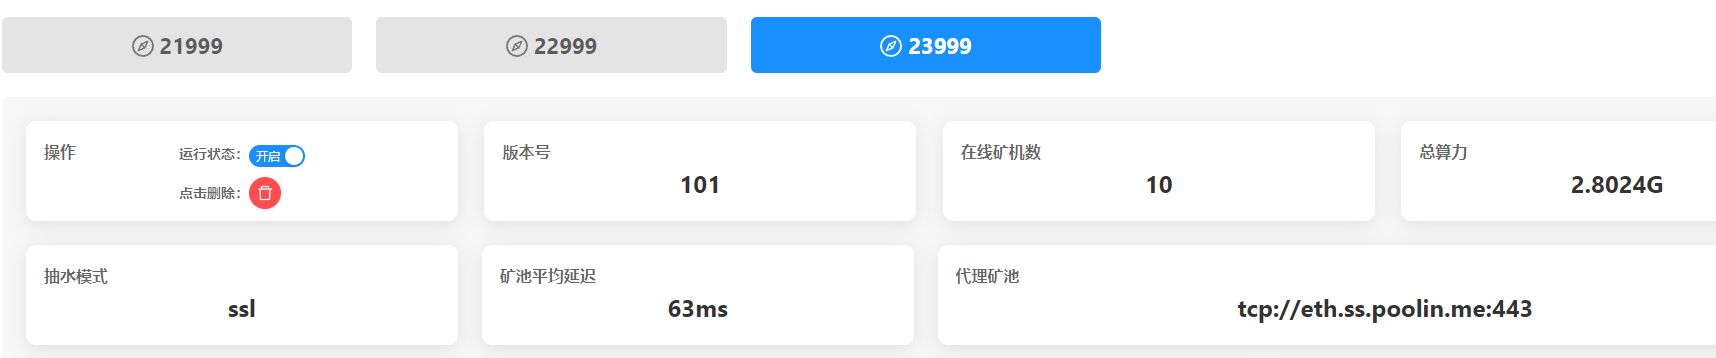 21999
22999
23999
操作
运行状态：开启
点击删除：
版本号
101
在线矿机数
10
总算力
2.8024G
抽水模式
ssl
矿池平均延迟
63ms
代理矿池
tcp://eth.ss.poolin.me:443